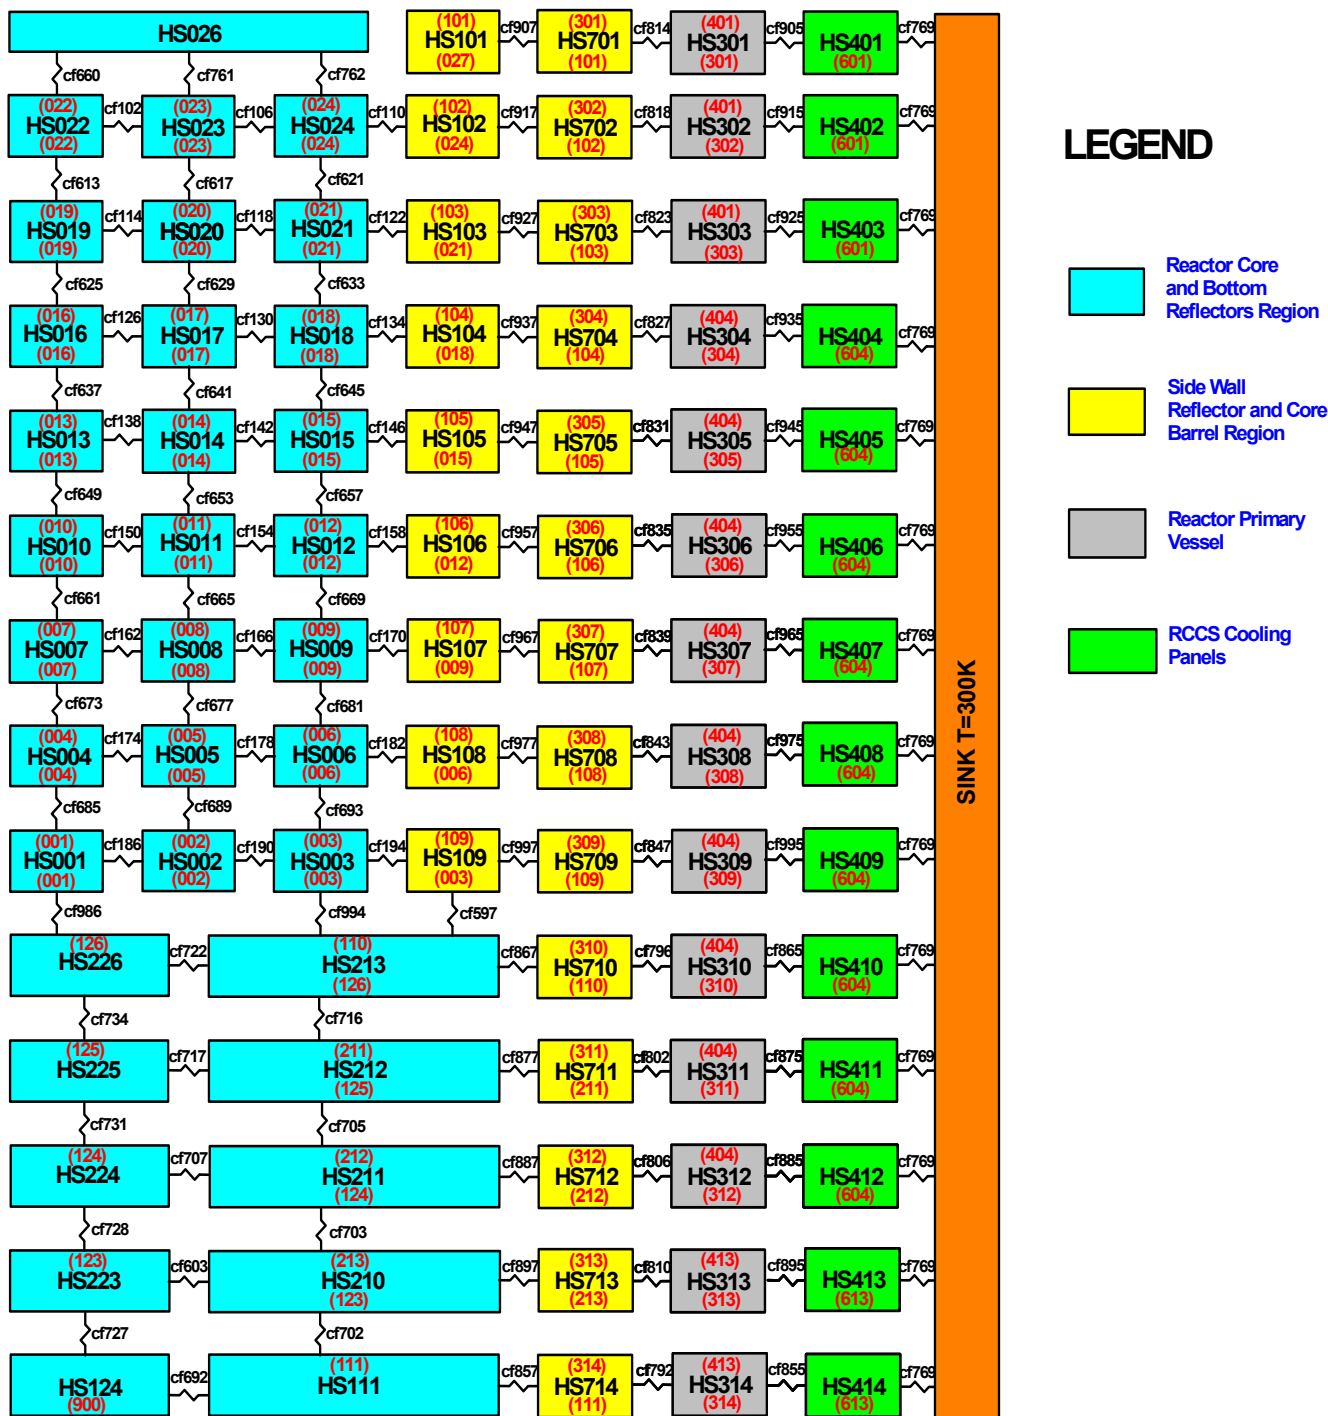 HS026
(101)
HS101
(027)
cf907
(301)
HS701
(101)
cf814
(401)
HS301
(301)
cf905
HS401
(601)
cf769
cf660
cf761
cf762
(022)
HS022
(022)
cf102
(023)
HS023
(023)
cf106
(024)
HS024
(024)
cf110
(102)
HS102
(024)
cf917
(302)
HS702
(102)
cf818
(401)
HS302
(302)
cf915
HS402
(601)
cf769
cf613
cf617
cf621
(019)
HS019
(019)
cf114
(020)
HS020
(020)
cf118
(021)
HS021
(021)
cf122
(103)
HS103
(021)
cf927
(303)
HS703
(103)
cf823
(401)
HS303
(303)
cf925
HS403
(601)
cf769
cf625
cf629
cf633
(016)
HS016
(016)
cf126
(017)
HS017
(017)
cf130
(018)
HS018
(018)
cf134
(104)
HS104
(018)
cf937
(304)
HS704
(104)
cf827
(404)
HS304
(304)
cf935
HS404
(604)
cf769
cf637
cf641
cf645
(013)
HS013
(013)
cf138
(014)
HS014
(014)
cf142
(015)
HS015
(015)
cf146
(105)
HS105
(015)
cf947
(305)
HS705
(105)
cf831
(404)
HS305
(305)
cf945
HS405
(604)
cf769
cf649
cf653
cf657
(010)
HS010
(010)
cf150
(011)
HS011
(011)
cf154
(012)
HS012
(012)
cf158
(106)
HS106
(012)
cf957
(306)
HS706
(106)
cf835
(404)
HS306
(306)
cf955
HS406
(604)
cf769
cf661
cf665
cf669
(007)
HS007
(007)
cf162
(008)
HS008
(008)
cf166
(009)
HS009
(009)
cf170
(107)
HS107
(009)
cf967
(307)
HS707
(107)
cf839
(404)
HS307
(307)
cf965
HS407
(604)
cf769
cf673
cf677
cf681
(004)
HS004
(004)
cf174
(005)
HS005
(005)
cf178
(006)
HS006
(006)
cf182
(108)
HS108
(006)
cf977
(308)
HS708
(108)
cf843
(404)
HS308
(308)
cf975
HS408
(604)
cf769
cf685
cf689
cf693
(001)
HS001
(001)
cf186
(002)
HS002
(002)
cf190
(003)
HS003
(003)
cf194
(109)
HS109
(003)
cf997
(309)
HS709
(109)
cf847
(404)
HS309
(309)
cf995
HS409
(604)
cf769
cf986
cf994
cf597
(126)
HS226
cf722
(110)
HS213
(126)
cf867
(310)
HS710
(110)
cf796
(404)
HS310
(310)
cf865
HS410
(604)
cf769
cf734
cf716
(125)
HS225
cf717
(211)
HS212
(125)
cf877
(311)
HS711
(211)
cf802
(404)
HS311
(311)
cf875
HS411
(604)
cf769
cf731
cf705
(124)
HS224
cf707
(212)
HS211
(124)
cf887
(312)
HS712
(212)
cf806
(404)
HS312
(312)
cf885
HS412
(604)
cf769
cf728
cf703
(123)
HS223
cf603
(213)
HS210
(123)
cf897
(313)
HS713
(213)
cf810
(413)
HS313
(313)
cf895
HS413
(613)
cf769
cf727
cf702
HS124
(900)
cf692
(111)
HS111
cf857
(314)
HS714
(111)
cf792
(413)
HS314
(314)
cf855
HS414
(613)
cf769
SINK T=300K
LEGEND
Reactor Core
and Bottom
Reflectors Region
Side Wall
Reflector and Core
Barrel Region
Reactor Primary
Vessel
RCCS Cooling
Panels